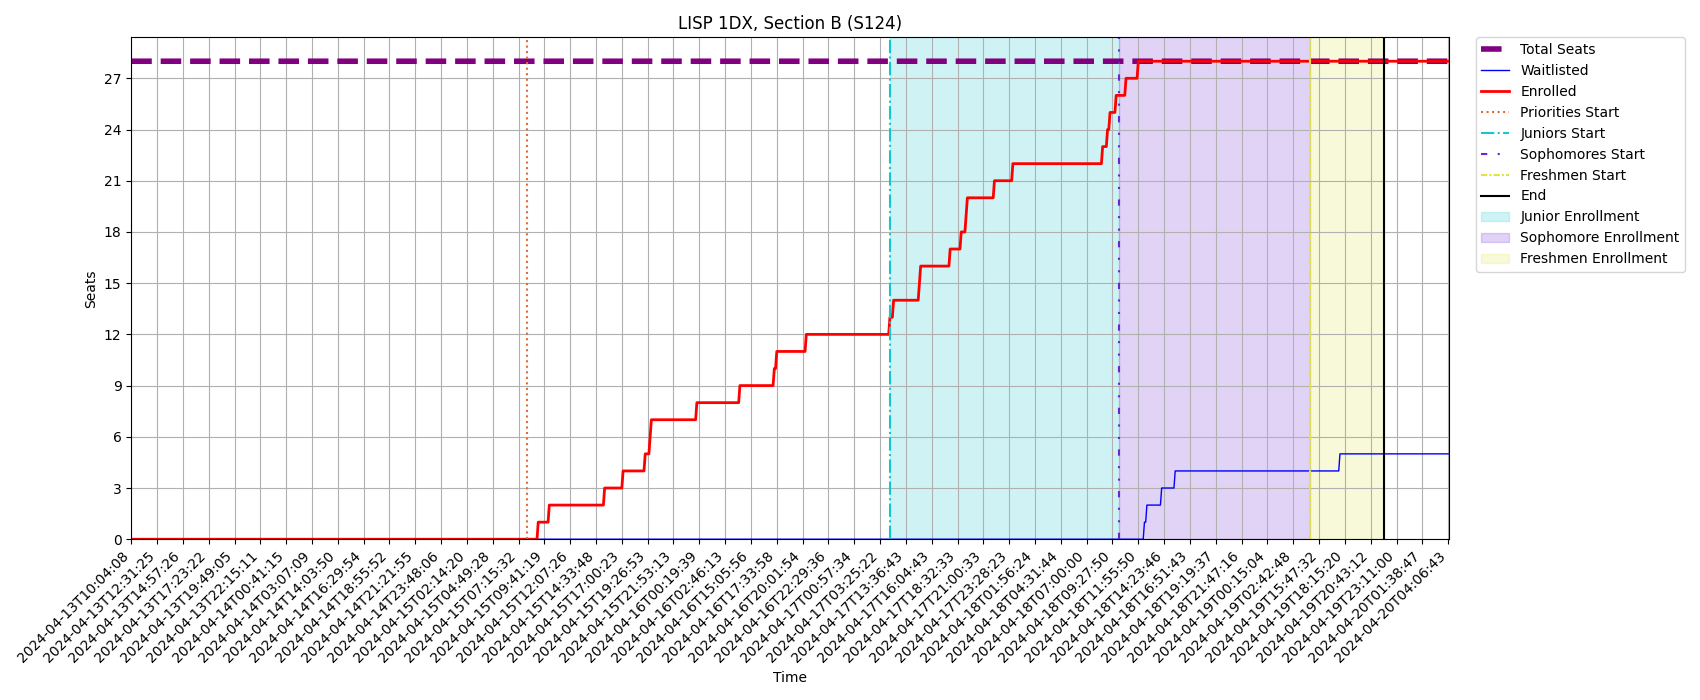 LISP 1DX, Section B (S124)
Total Seats
Waitlisted
Enrolled
Priorities Start
Juniors Start
Sophomores Start
Freshmen Start
End
Junior Enrollment
Sophomore Enrollment
Freshmen Enrollment
Seats
27
24
21
18
15
12
9
6
3
0
2024-04-13T10:04:08
2024-04-13T12:31:25
2024-04-13T14:57:26
2024-04-13T17:23:22
2024-04-13T19:49:05
2024-04-13T22:15:11
2024-04-14T00:41:15
2024-04-14T03:07:09
2024-04-14T14:03:50
2024-04-14T16:29:54
2024-04-14T18:55:52
2024-04-14T21:21:55
2024-04-14T23:48:06
2024-04-15T02:14:20
2024-04-15T04:49:28
2024-04-15T07:15:32
2024-04-15T09:41:19
2024-04-15T12:07:26
2024-04-15T14:33:48
2024-04-15T17:00:23
2024-04-15T19:26:53
2024-04-15T21:53:13
2024-04-16T00:19:39
2024-04-16T02:46:13
2024-04-16T15:05:56
2024-04-16T17:33:58
2024-04-16T20:01:54
2024-04-16T22:29:36
2024-04-17T00:57:34
2024-04-17T03:25:22
2024-04-17T13:36:43
2024-04-17T16:04:43
2024-04-17T18:32:33
2024-04-17T21:00:33
2024-04-17T23:28:23
2024-04-18T01:56:24
2024-04-18T04:31:44
2024-04-18T07:00:00
2024-04-18T09:27:50
2024-04-18T11:55:50
2024-04-18T14:23:46
2024-04-18T16:51:43
2024-04-18T19:19:37
2024-04-18T21:47:16
2024-04-19T00:15:04
2024-04-19T02:42:48
2024-04-19T15:47:32
2024-04-19T18:15:20
2024-04-19T20:43:12
2024-04-19T23:11:00
2024-04-20T01:38:47
2024-04-20T04:06:43
Time